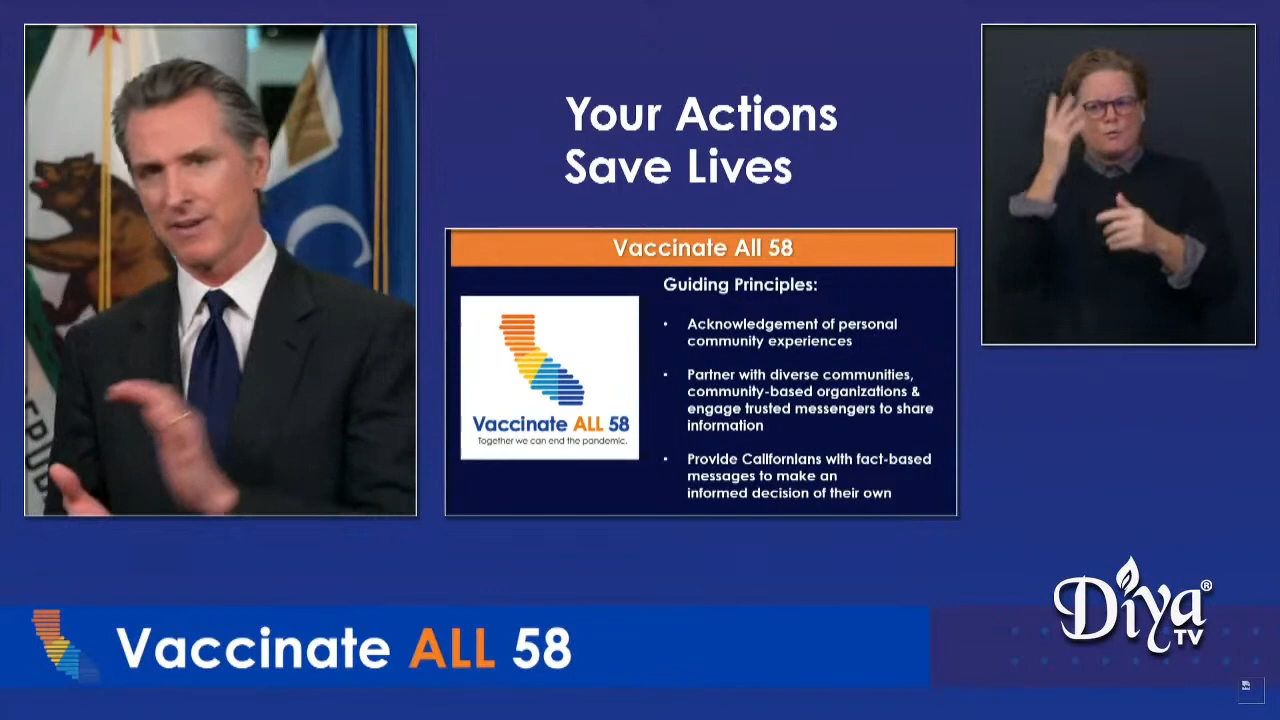 Your Actions
Save Lives
Vaccinate All 58
Guiding Principles:
• Acknowledgement of personal
community experiences
• Partner with diverse communities,
community-based organizations &
engage trusted messengers to share
information
• Provide Californians with fact-based
messages to make an
informed decision of their own
Vaccinate ALL 58
Together we can end the pandemic.
Vaccinate ALL 58
Diya®
TV